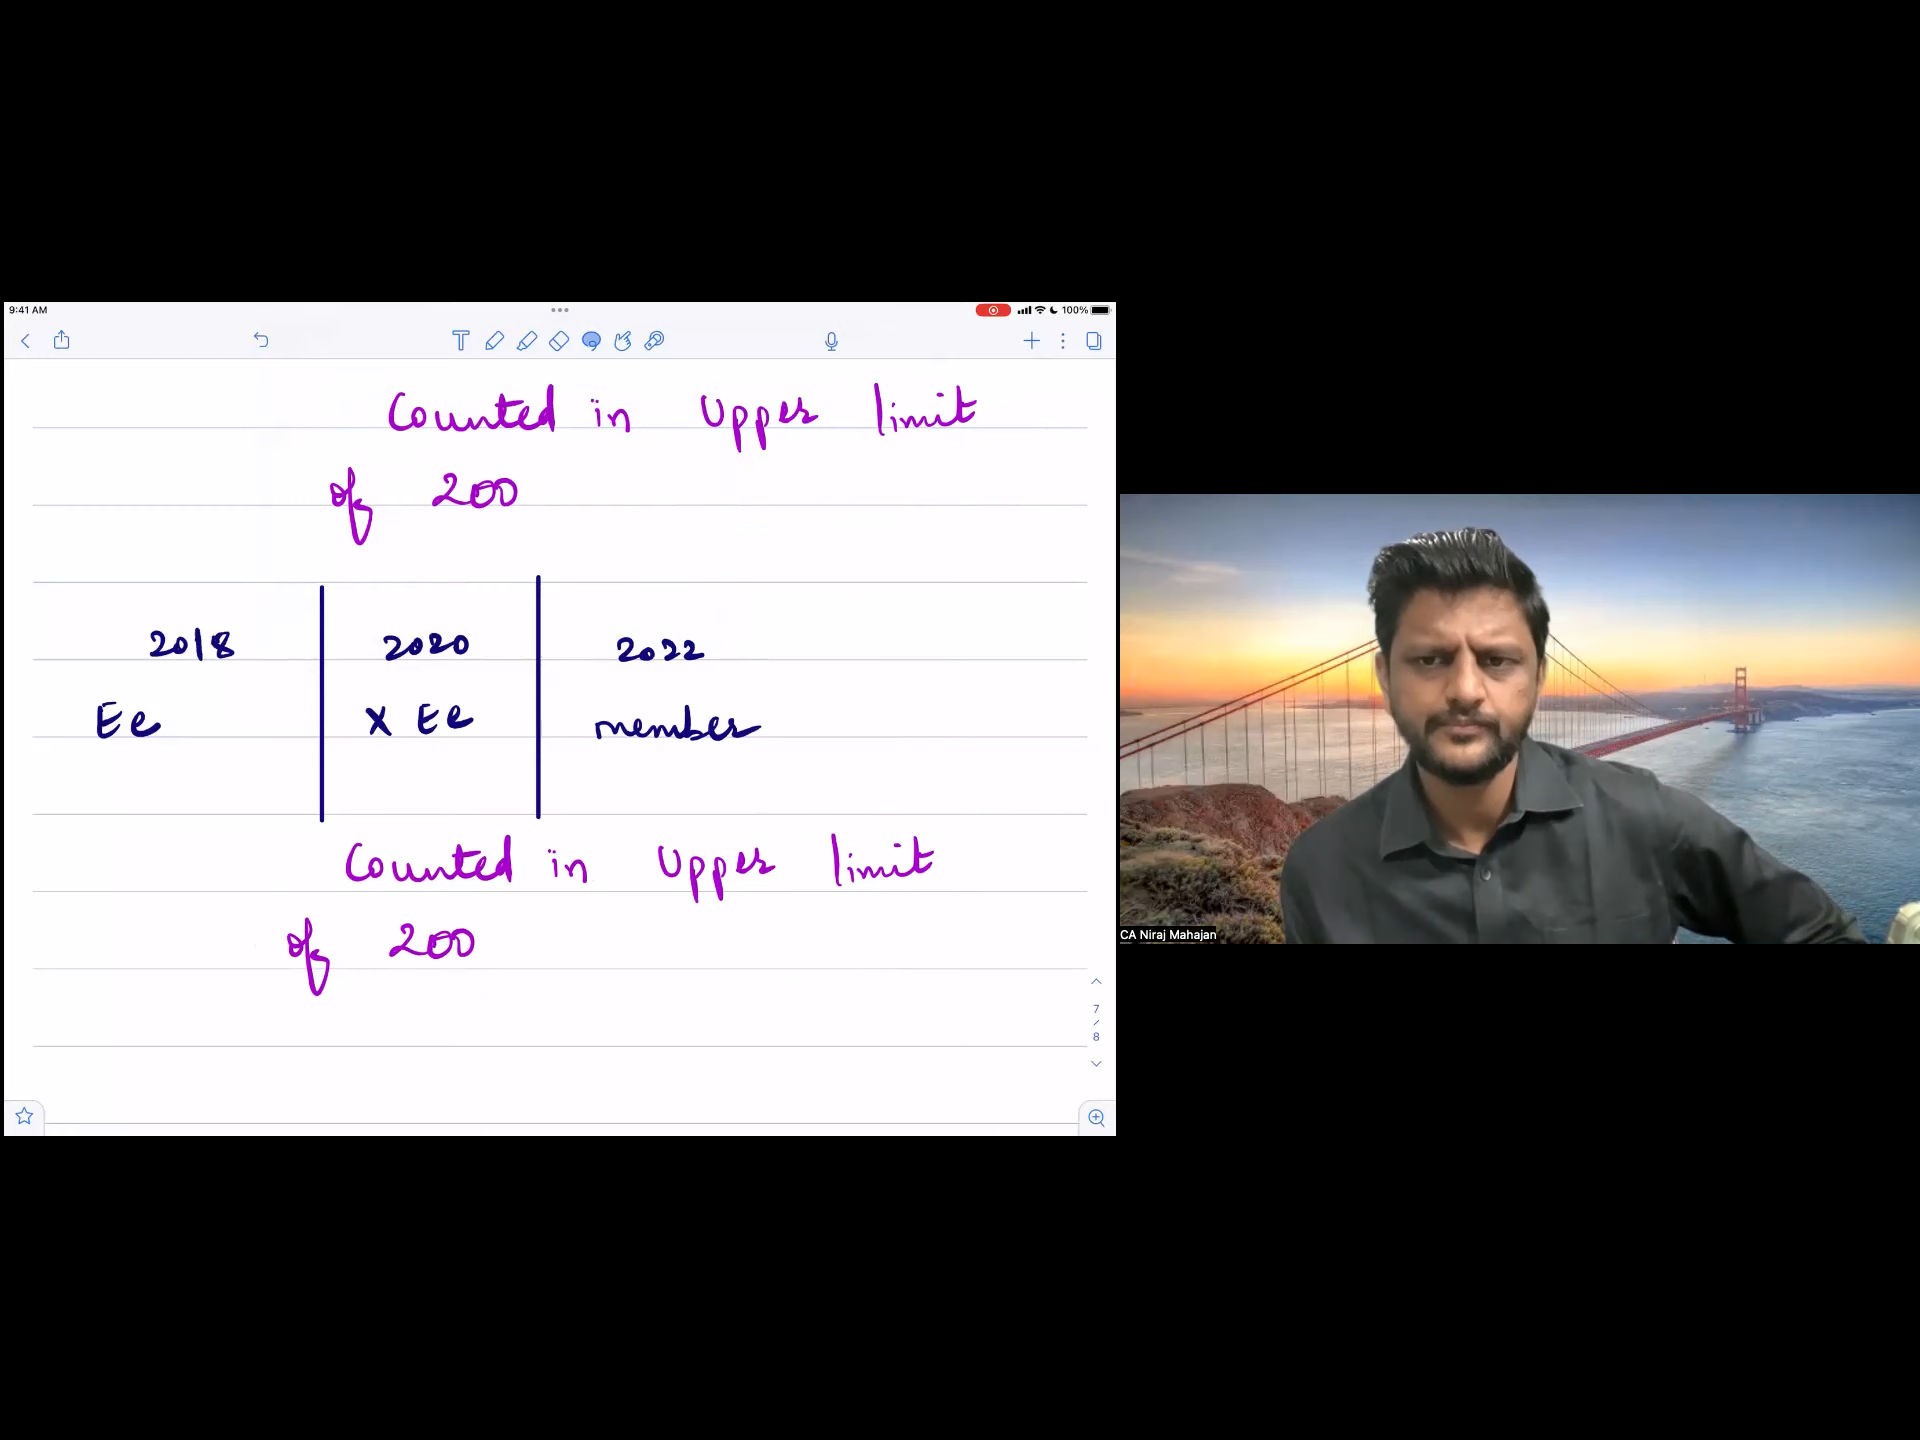 9:41 AM
100%
Counted in Upper limit
of 200
2018 2020 2022
Ee x Ee member
Counted in Upper limit
of 200
7
/
8
CA Niraj Mahajan